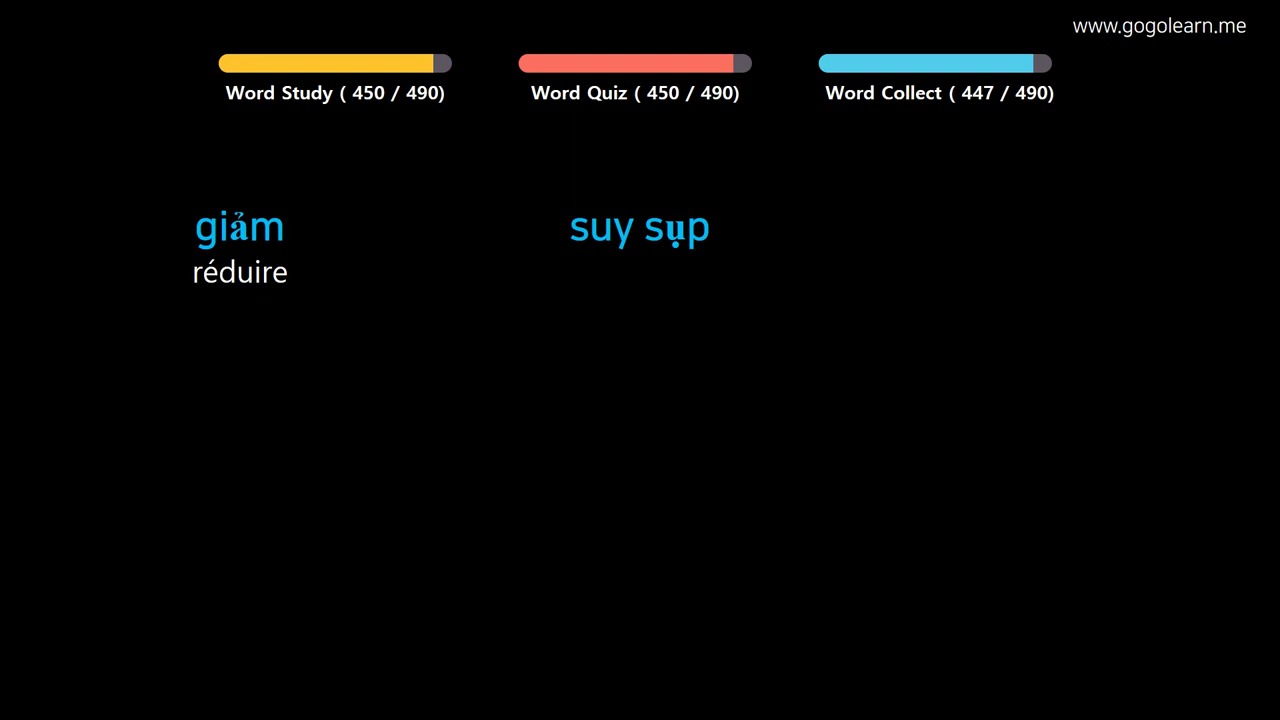 www.gogolearn.me
Word Study ( 450 / 490)
Word Quiz ( 450 / 490)
Word Collect ( 447 / 490)
giảm
réduire
suy sụp